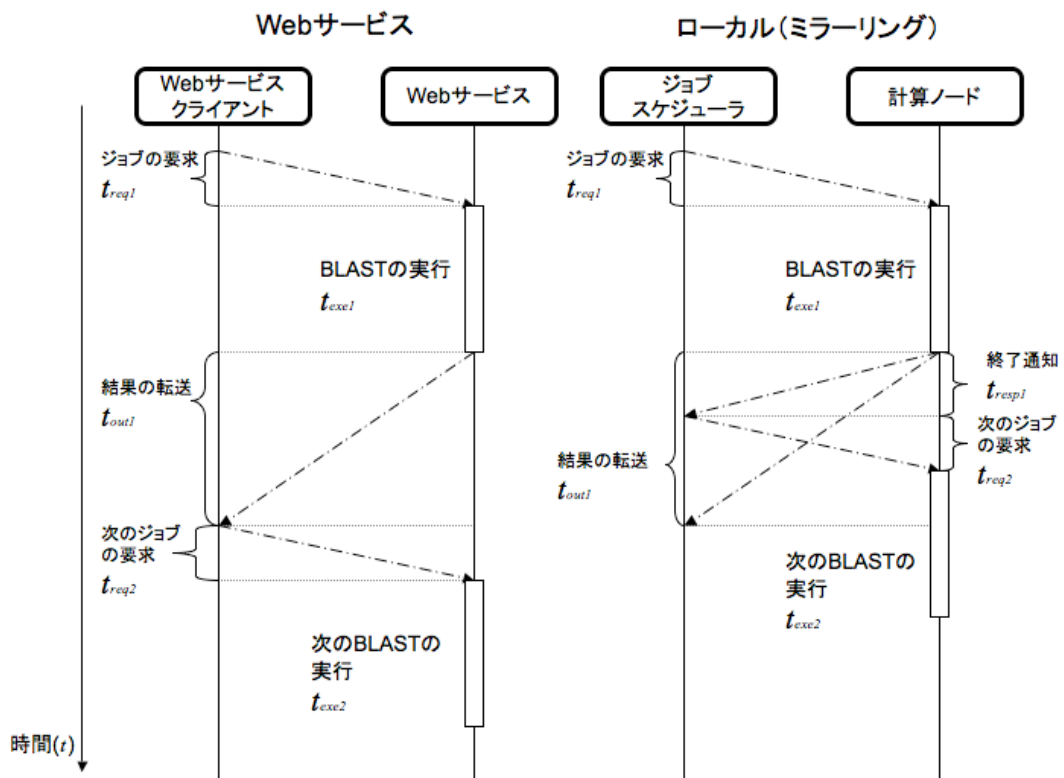 Webサービス
ローカル(ミラーリング)
Webサービス
クライアント
Webサービス
ジョブ
スケジューラ
計算ノード
ジョブの要求
treq1
ジョブの要求
treq1
BLASTの実行
texe1
BLASTの実行
texe1
結果の転送
tout1
終了通知
tresp1
次のジョブ
の要求
treq2
結果の転送
tout1
次のジョブ
の要求
treq2
次のBLASTの
実行
texe2
次のBLASTの
実行
texe2
時間(t)